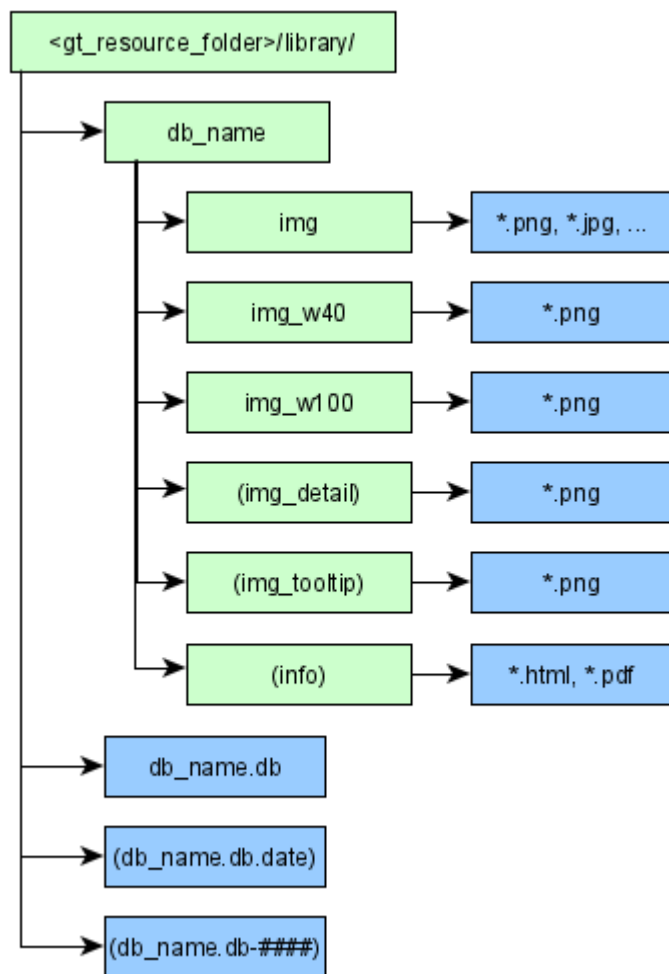 <gt_resource_folder>/library/
db_name
img
*.png, *.jpg, ...
img_w40
*.png
img_w100
*.png
(img_detail)
*.png
(img_tooltip)
*.png
(info)
*.html, *.pdf
db_name.db
(db_name.db.date)
(db_name.db-####)